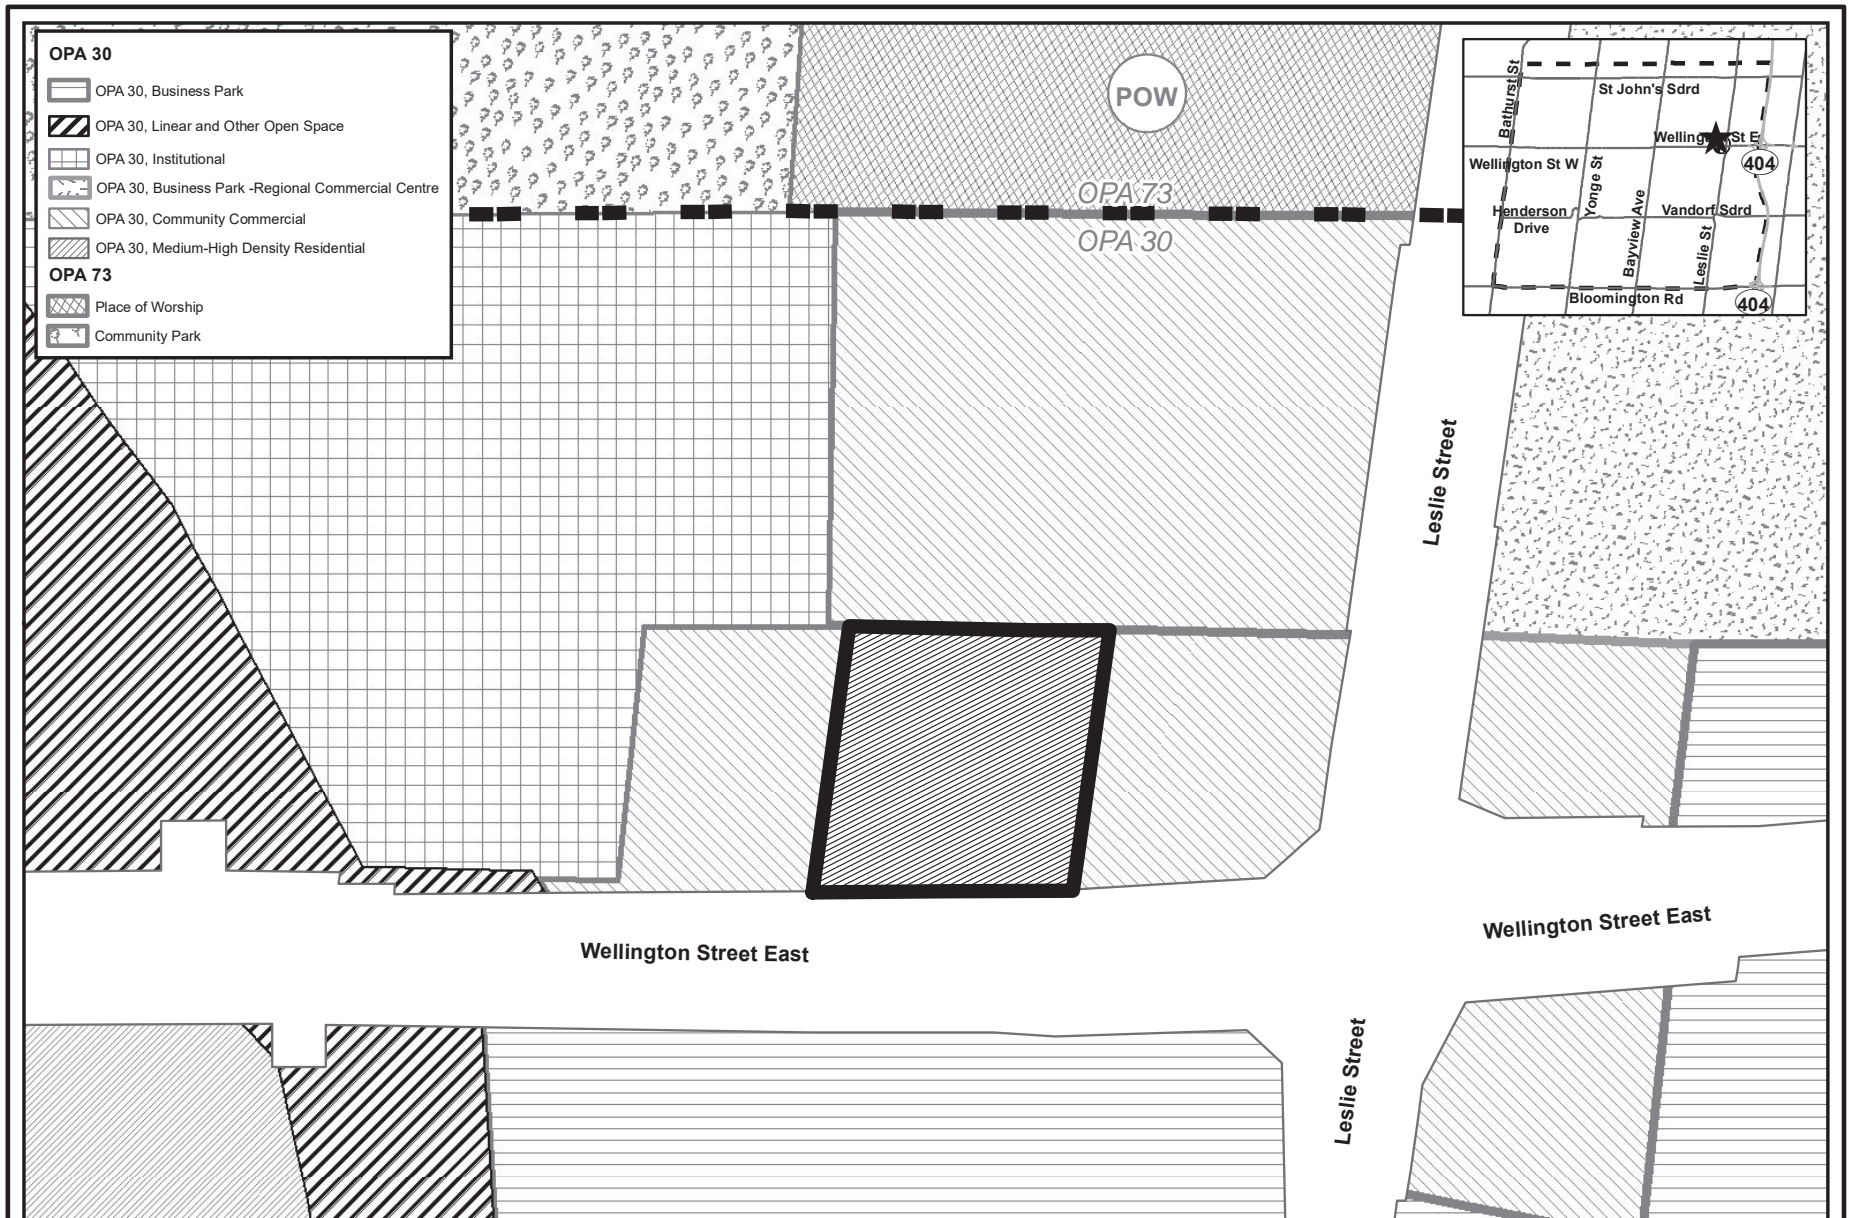 OPA 30
OPA 30, Business Park
OPA 30, Linear and Other Open Space
OPA 30, Institutional
OPA 30, Business Park -Regional Commercial Centre
OPA 30, Community Commercial
OPA 30, Medium-High Density Residential
OPA 73
Place of Worship
Community Park
POW
OPA 73
OPA 30
Bathurst St
St John's Sdrd
Wellington St E
Wellington St W
404
Yonge St
Bayview Ave
Henderson
Drive
Vandorf Sdrd
Leslie St
Bloomington Rd
404
Leslie Street
Wellington Street East
Wellington Street East
Leslie Street